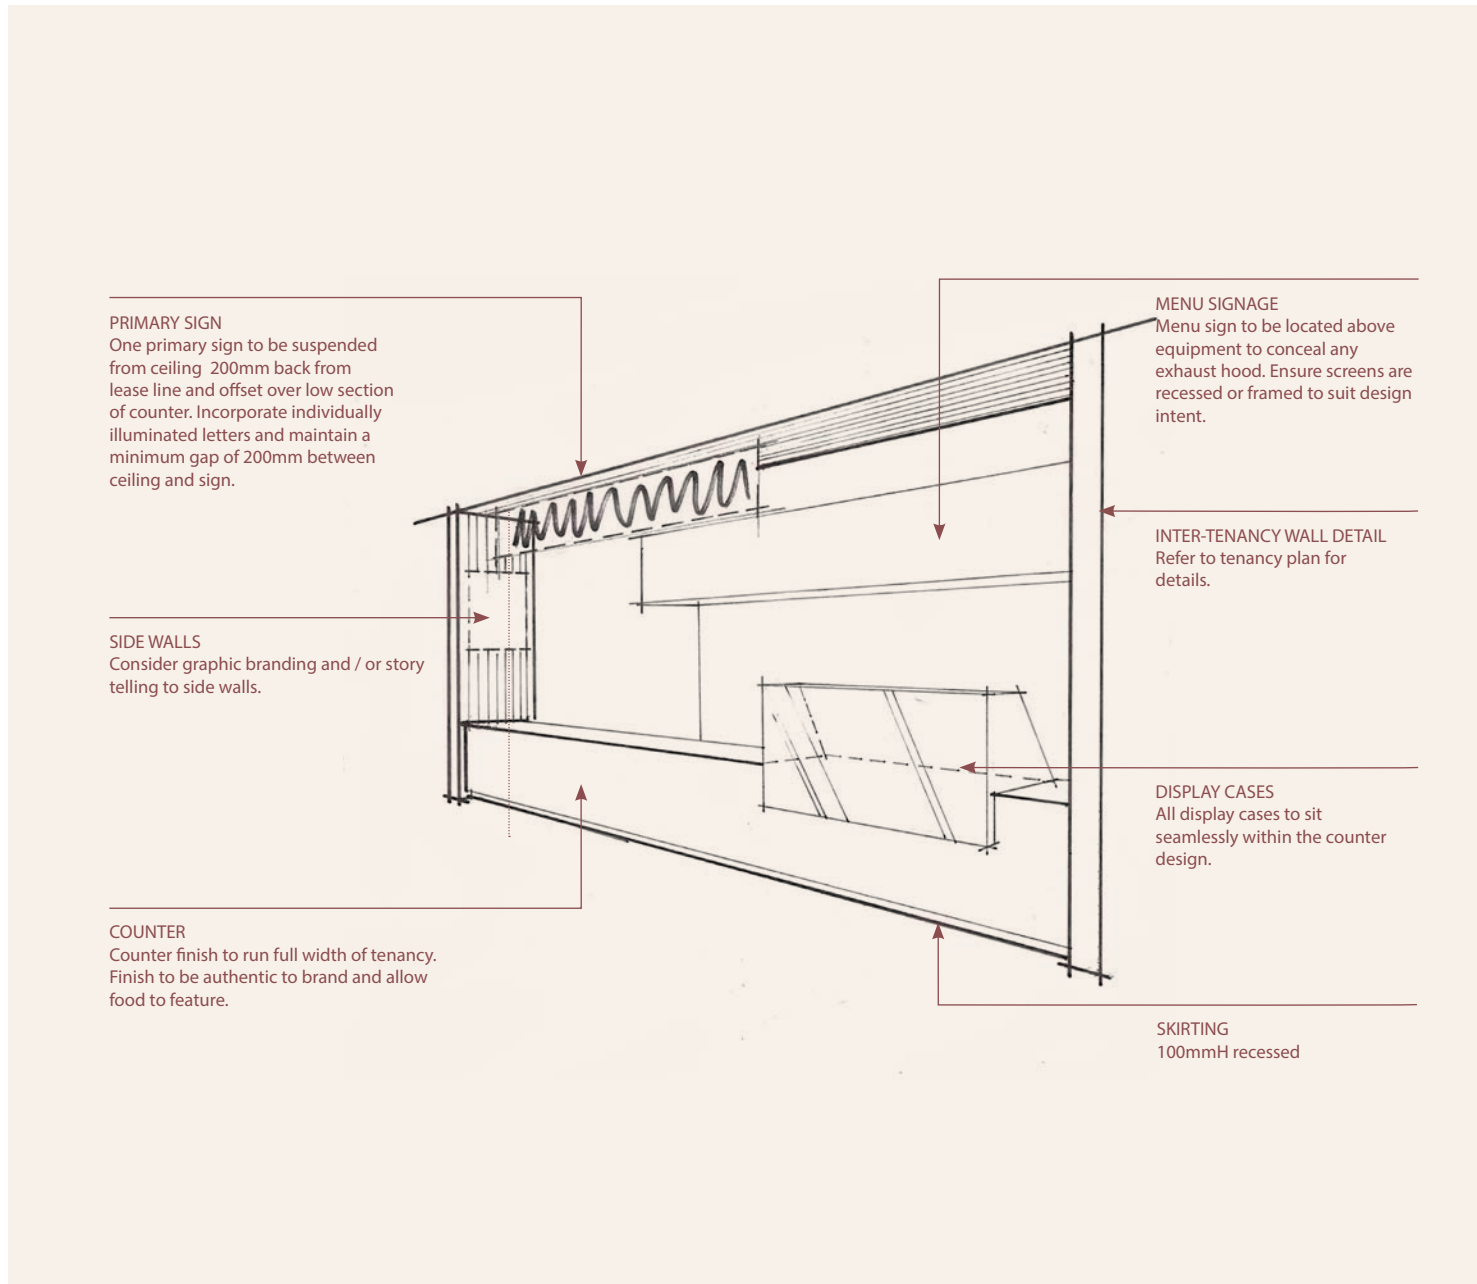 PRIMARY SIGN
One primary sign to be suspended
from ceiling 200mm back from
lease line and offset over low section
of counter. Incorporate individually
illuminated letters and maintain a
minimum gap of 200mm between
ceiling and sign.
SIDE WALLS
Consider graphic branding and / or story
telling to side walls.
COUNTER
Counter finish to run full width of tenancy.
Finish to be authentic to brand and allow
food to feature.
MENU SIGNAGE
Menu sign to be located above
equipment to conceal any
exhaust hood. Ensure screens are
recessed or framed to suit design
intent.
INTER-TENANCY WALL DETAIL
Refer to tenancy plan for
details.
DISPLAY CASES
All display cases to sit
seamlessly within the counter
design.
SKIRTING
100mmH recessed